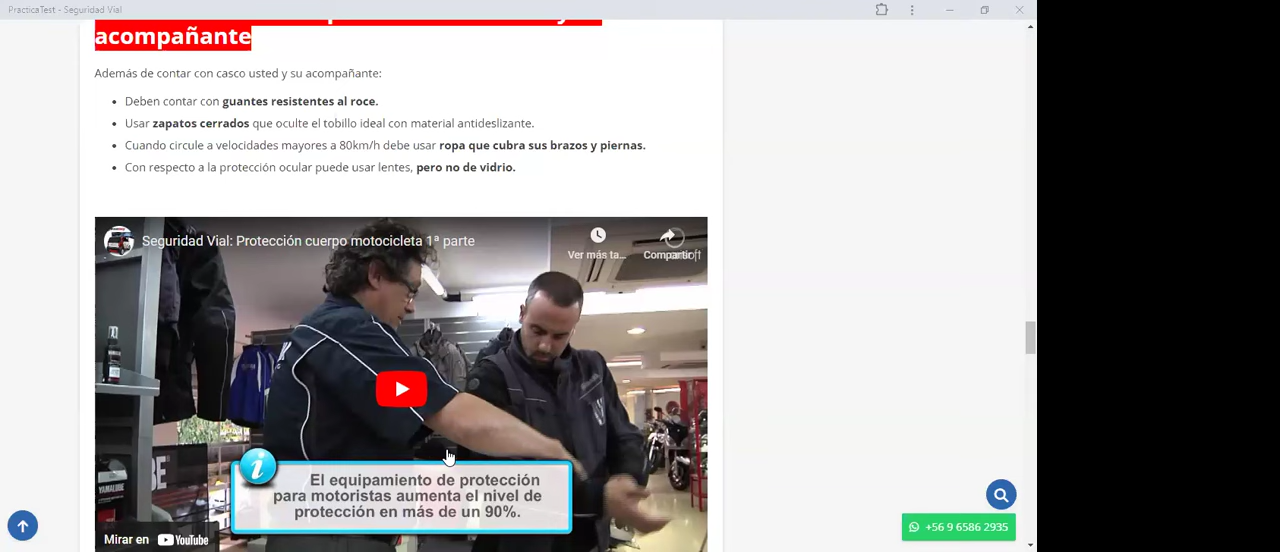 PracticaTest - Seguridad Vial
acompañante
Además de contar con casco usted y su acompañante:
Deben contar con guantes resistentes al roce.
Usar zapatos cerrados que oculte el tobillo ideal con material antideslizante.
Cuando circule a velocidades mayores a 80km/h debe usar ropa que cubra sus brazos y piernas.
Con respecto a la protección ocular puede usar lentes, pero no de vidrio.
Seguridad Vial: Protección cuerpo motocicleta 1ª parte
Ver más ta...
Compartir
El equipamiento de protección
para motoristas aumenta el nivel de
protección en más de un 90%.
Mirar en YouTube
+56 9 6586 2935